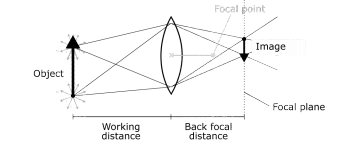 Focal point
Image
Object
Focal plane
Working
distance
Back focal
distance